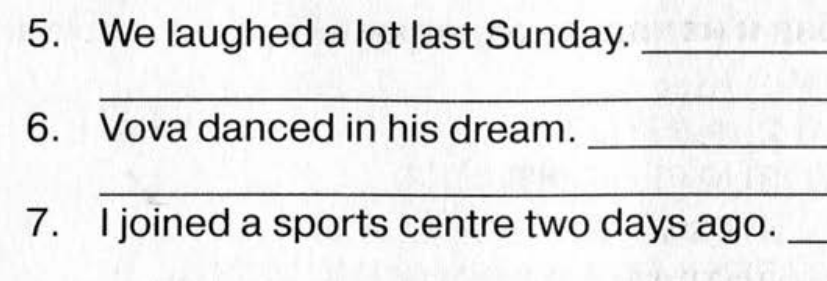 5. We laughed a lot last Sunday.
6. Vova danced in his dream.
7. I joined a sports centre two days ago.